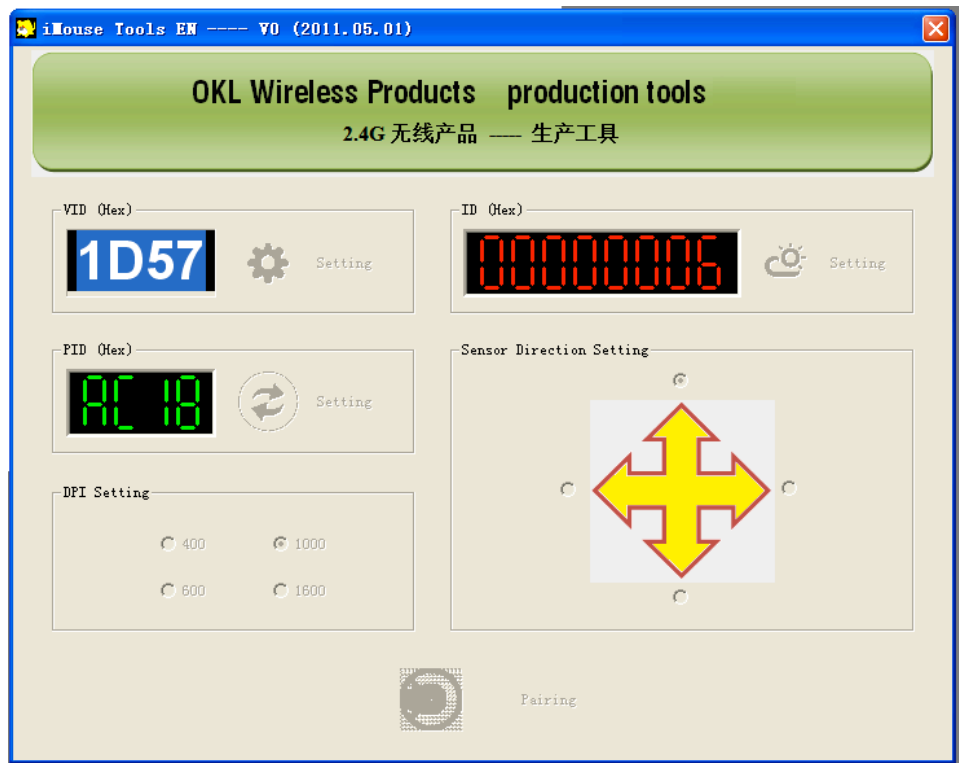 iMouse Tools EN ---- V0 (2011.05.01)
OKL Wireless Products production tools
2.4G 无线产品 ---- 生产工具
VID (Hex)
1D57
Setting
ID (Hex)
00000006
Setting
PID (Hex)
AC18
Setting
Sensor Direction Setting
DPI Setting
400
1000
600
1600
Pairing